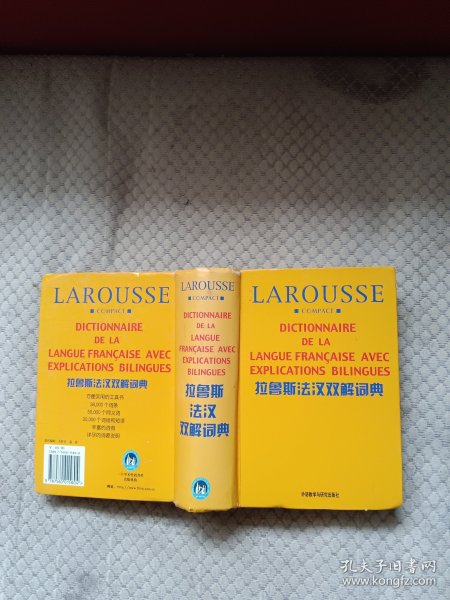 LAROUSSE
COMPACT
DICTIONNAIRE
DE LA
LANGUE FRANÇAISE AVEC
EXPLICATIONS BILINGUES
拉鲁斯法汉双解词典
LAROUSSE
COMPACT
DICTIONNAIRE
DE LA
LANGUE
FRANÇAISE AVEC
EXPLICATIONS
BILINGUES
拉鲁斯
法汉
双解词典
LAROUSSE
COMPACT
DICTIONNAIRE
DE LA
LANGUE FRANÇAISE AVEC
EXPLICATIONS BILINGUES
拉鲁斯法汉双解词典
外语教学与研究出版社
孔夫子旧书网
www.kongfz.com